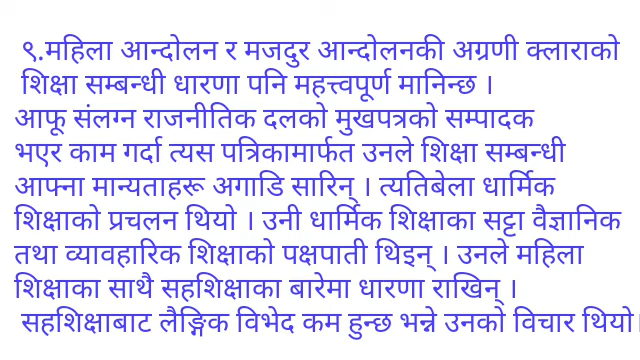 ९.महिला आन्दोलन र मजदुर आन्दोलनकी अग्रणी क्लाराको
शिक्षा सम्बन्धी धारणा पनि महत्त्वपूर्ण मानिन्छ ।
आफू संलग्न राजनीतिक दलको मुखपत्रको सम्पादक
भएर काम गर्दा त्यस पत्रिकामार्फत उनले शिक्षा सम्बन्धी
आफ्ना मान्यताहरू अगाडि सारिन् । त्यतिबेला धार्मिक
शिक्षाको प्रचलन थियो । उनी धार्मिक शिक्षाका सट्टा वैज्ञानिक
तथा व्यावहारिक शिक्षाको पक्षपाती थिइन् । उनले महिला
शिक्षाका साथै सहशिक्षाका बारेमा धारणा राखिन् ।
सहशिक्षाबाट लैङ्गिक विभेद कम हुन्छ भन्ने उनको विचार थियो।